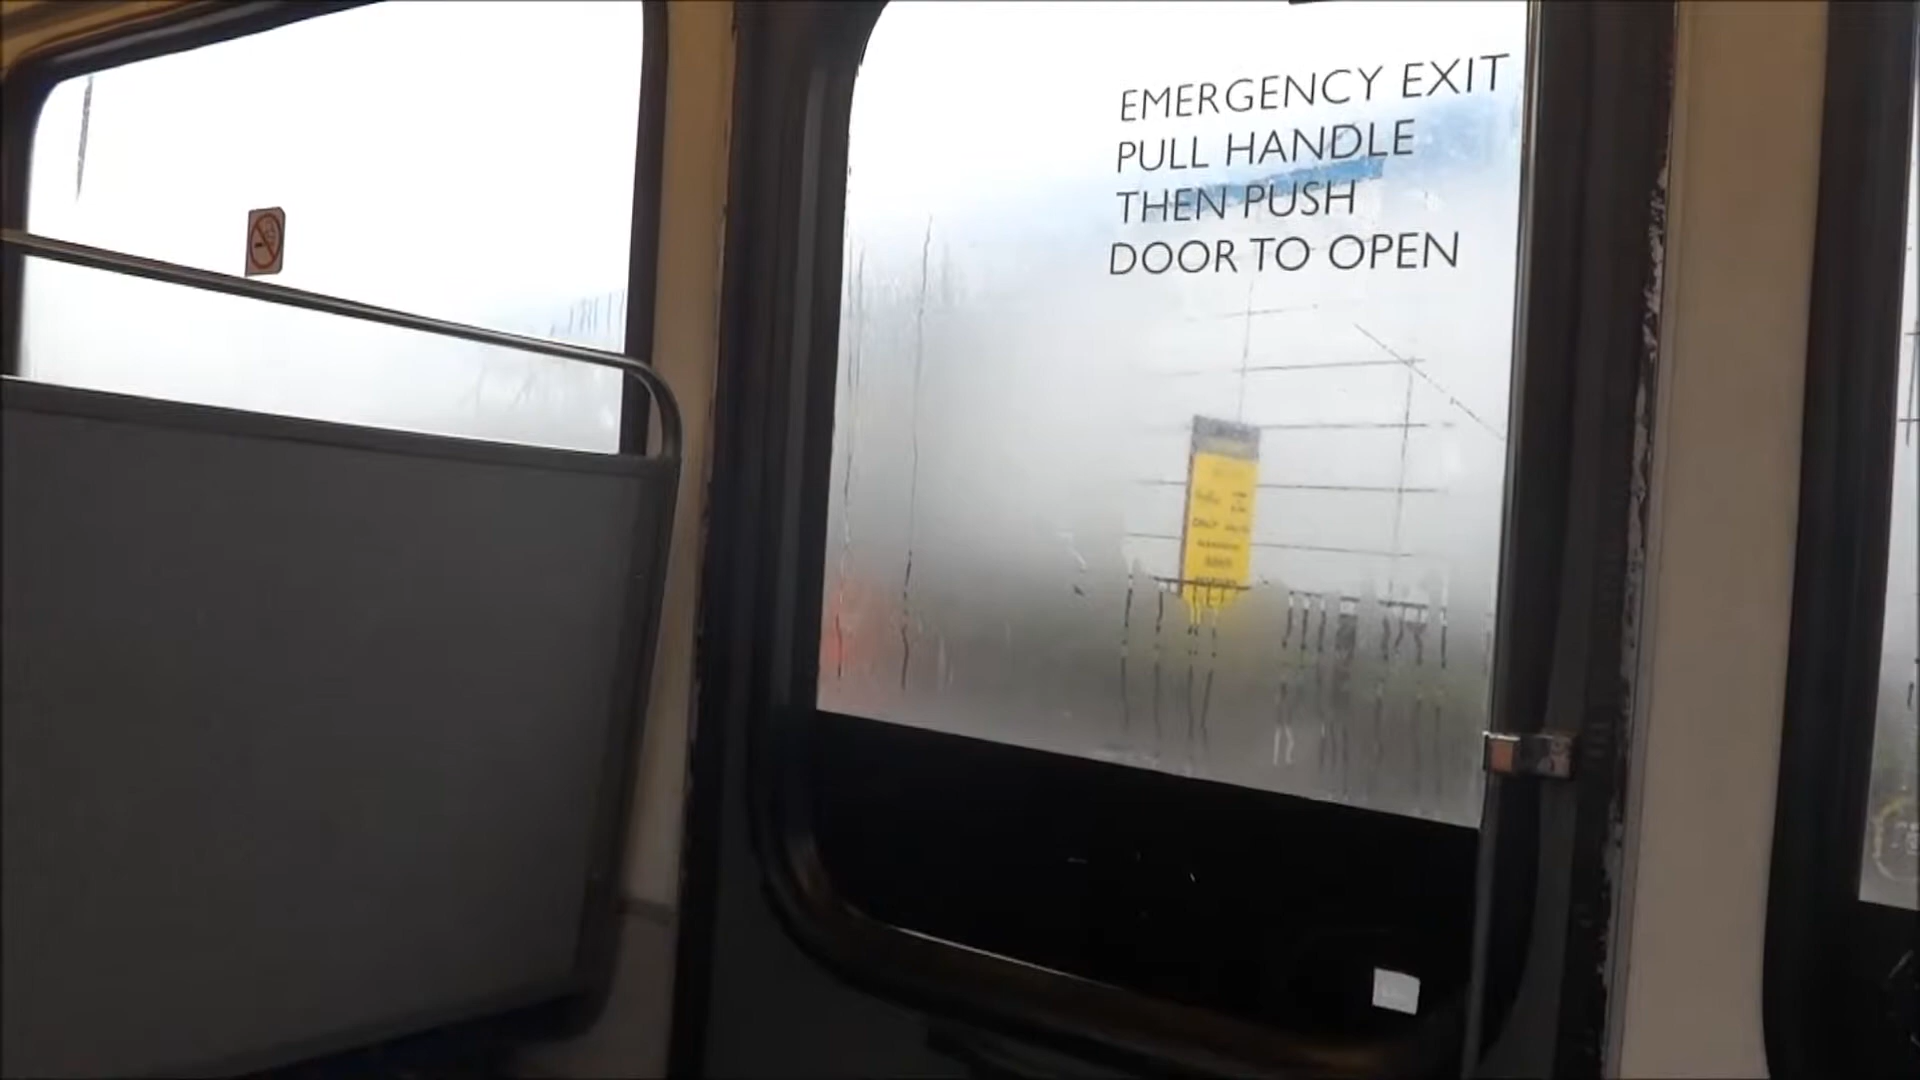 EMERGENCY EXIT
PULL HANDLE
THEN PUSH
DOOR TO OPEN